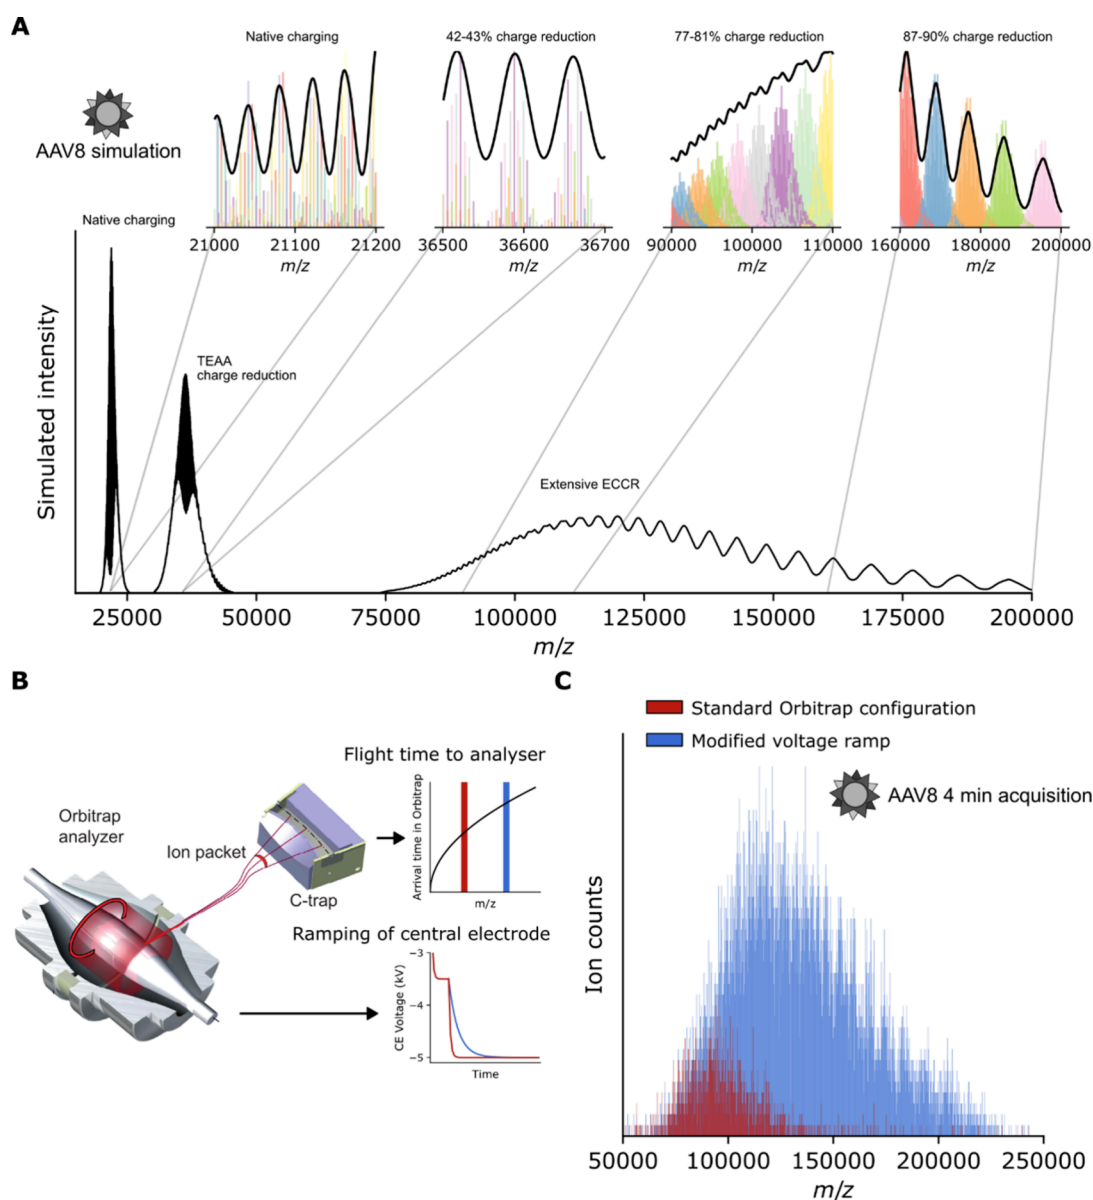 A
Native charging
42-43% charge reduction
77-81% charge reduction
87-90% charge reduction
AAV8 simulation
21000 21100 21200
m/z
36500 36600 36700
m/z
90000 100000 110000
m/z
160000 180000 200000
m/z
Native charging
TEAA
charge reduction
Extensive ECCR
Simulated intensity
25000 50000 75000 100000 125000 150000 175000 200000
m/z
B
Flight time to analyser
Orbitrap
analyzer
Ion packet
C-trap
Arrival time in Orbitrap
m/z
Ramping of central electrode
CE Voltage (kV)
−3
−4
−5
Time
C
Standard Orbitrap configuration
Modified voltage ramp
AAV8 4 min acquisition
Ion counts
50000 100000 150000 200000 250000
m/z